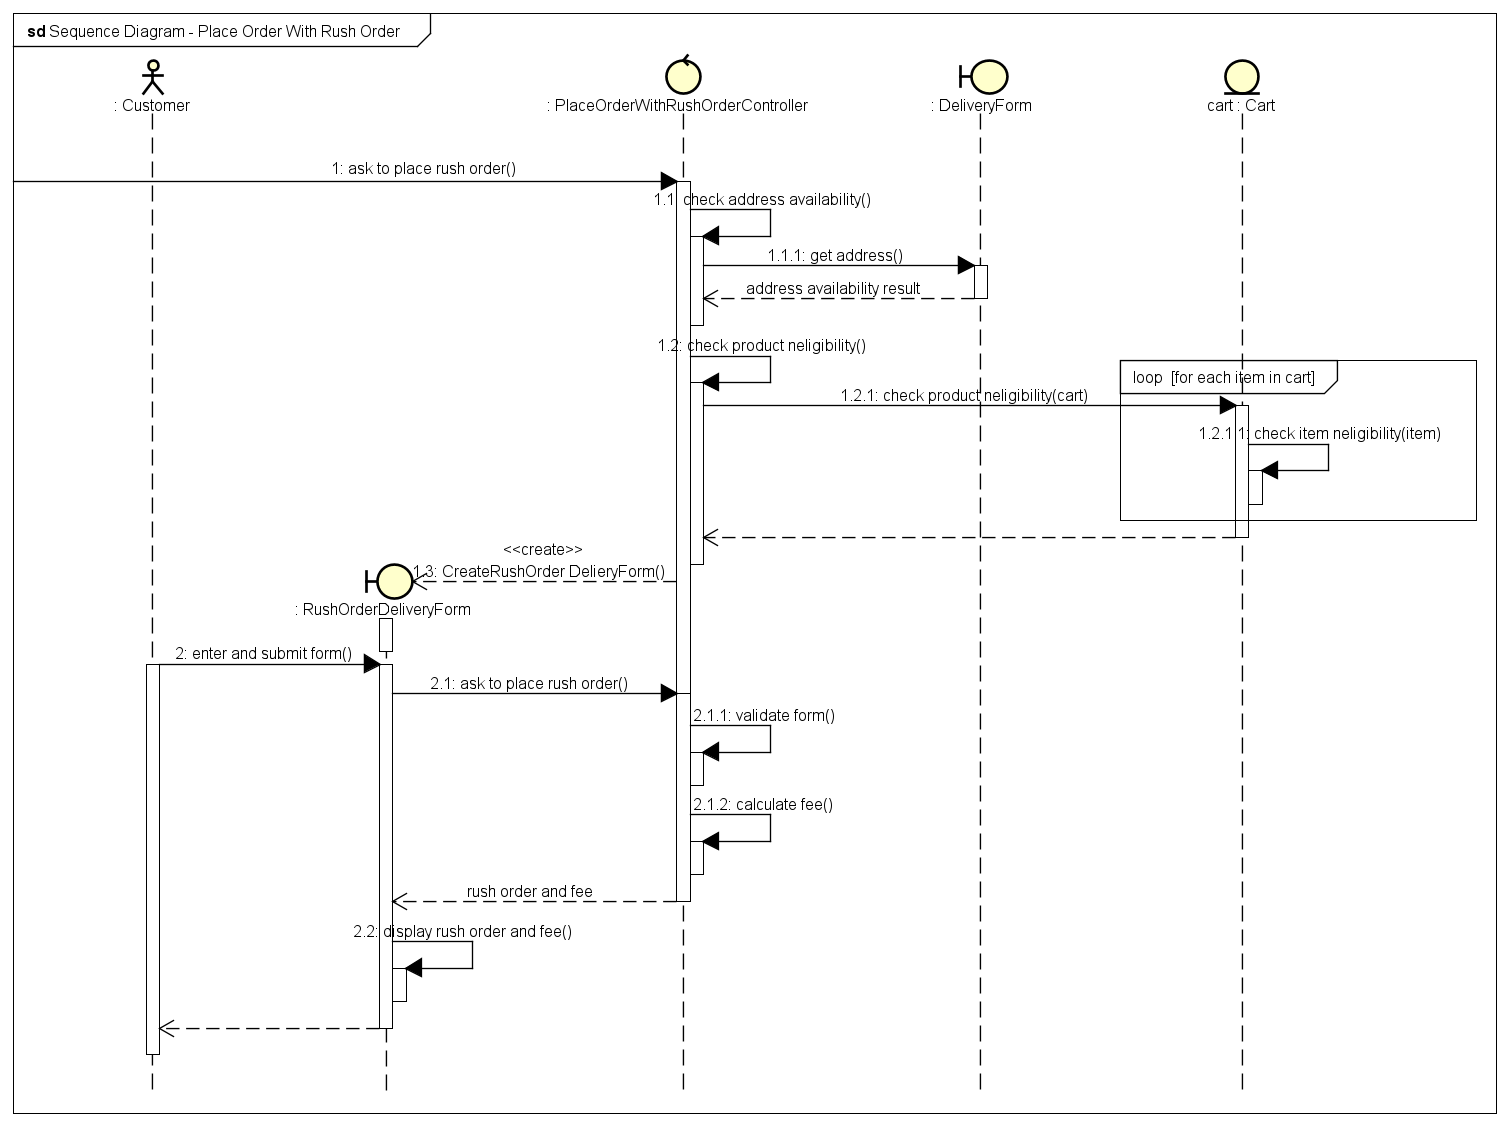 sd Sequence Diagram - Place Order With Rush Order
: Customer
: PlaceOrderWithRushOrderController
: DeliveryForm
cart : Cart
1: ask to place rush order()
1.1: check address availability()
1.1.1: get address()
address availability result
1.2: check product neligibility()
loop [for each item in cart]
1.2.1: check product neligibility(cart)
1.2.1.1: check item neligibility(item)
<<create>>
1.3: CreateRushOrder DelieryForm()
: RushOrderDeliveryForm
2: enter and submit form()
2.1: ask to place rush order()
2.1.1: validate form()
2.1.2: calculate fee()
rush order and fee
2.2: display rush order and fee()